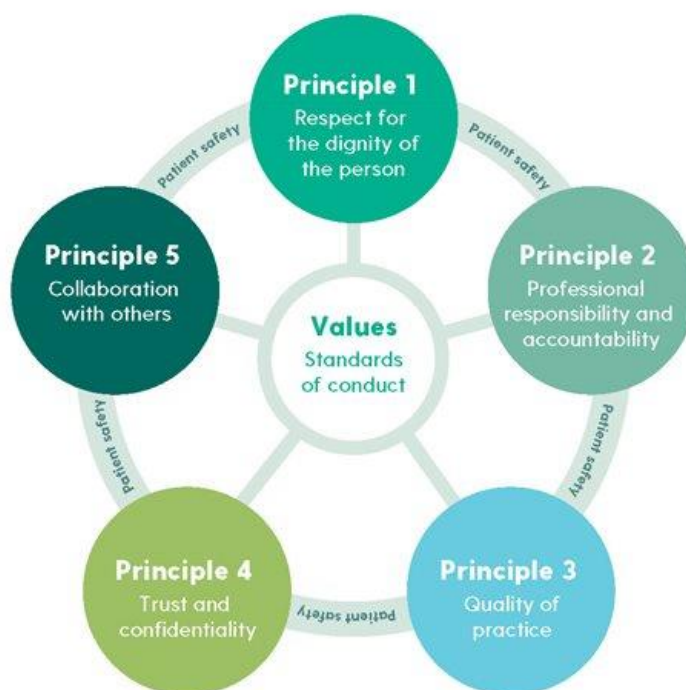 Principle 1
Respect for
the dignity of
the person
Patient safety
Patient safety
Principle 5
Collaboration
with others
Principle 2
Professional
responsibility and
accountability
Values
Standards
of conduct
Patient safety
Patient safety
Principle 4
Trust and
confidentiality
Principle 3
Quality of
practice
Patient safety